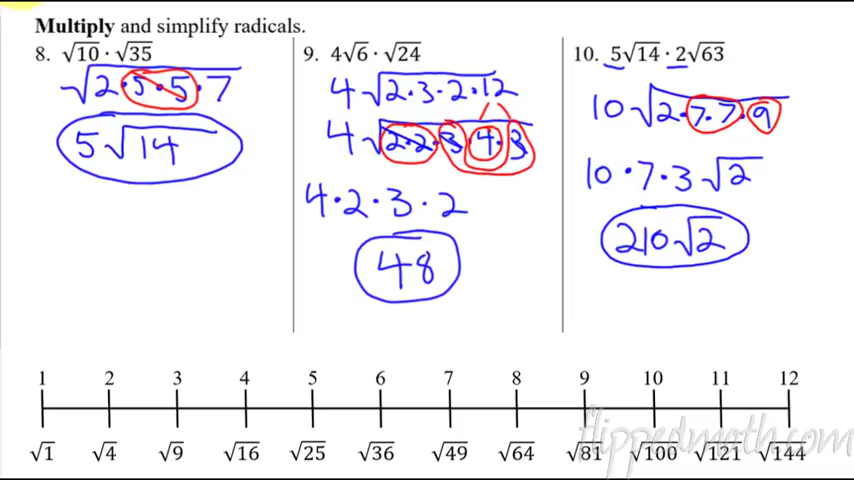 Multiply and simplify radicals.
8. √10 · √35
√2·5·5·7
5√14
9. 4√6 · √24
4√2·3·2·12
4√2·2·3·4·3
4·2·3·2
48
10. 5√14 · 2√63
10√2·7·7·9
10·7·3√2
210√2
1 2 3 4 5 6 7 8 9 10 11 12
√1 √4 √9 √16 √25 √36 √49 √64 √81 √100 √121 √144
flippedmath.com